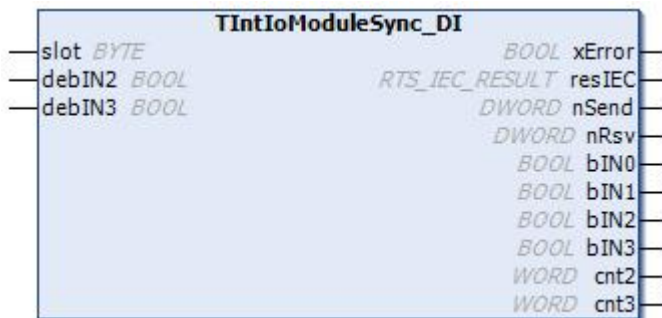 TIntIoModuleSync_DI
slot BYTE BOOL xError
debIN2 BOOL RTS_IEC_RESULT resIEC
debIN3 BOOL DWORD nSend
DWORD nRsv
BOOL bIN0
BOOL bIN1
BOOL bIN2
BOOL bIN3
WORD cnt2
WORD cnt3